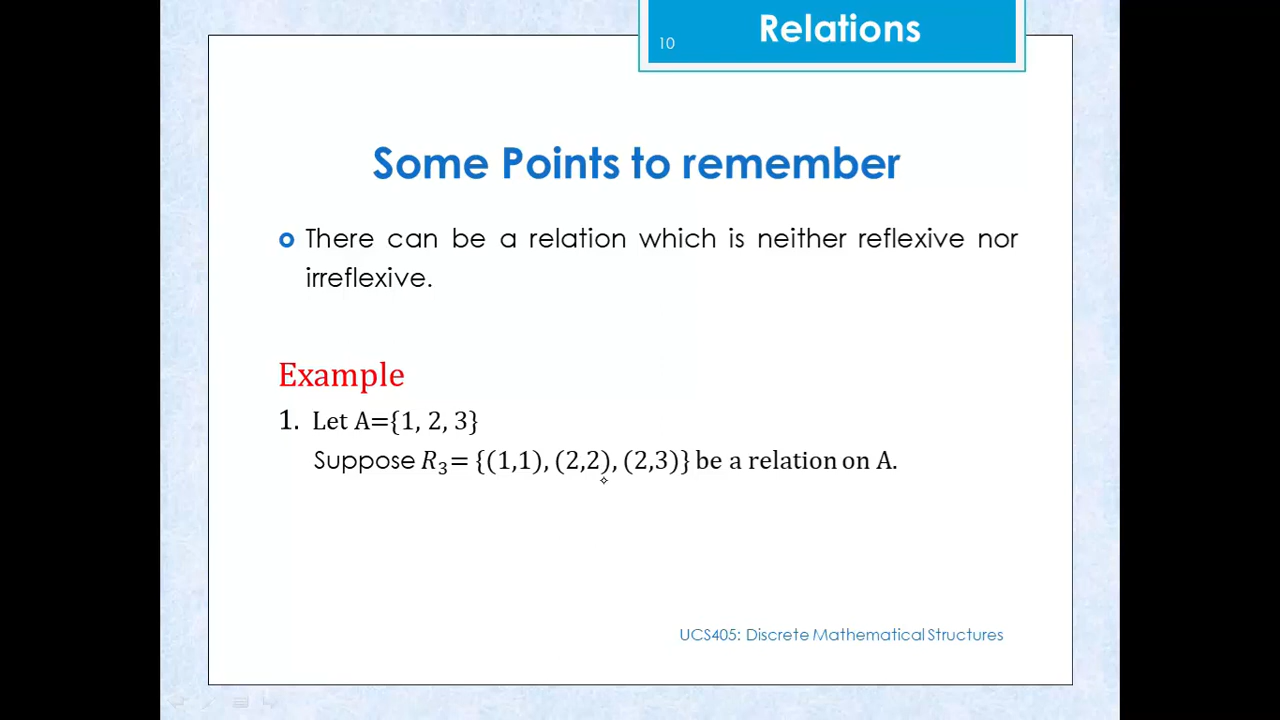 Relations
10
Some Points to remember
There can be a relation which is neither reflexive nor
irreflexive.
Example
1. Let A={1, 2, 3}
Suppose R₃= {(1,1), (2,2), (2,3)} be a relation on A.
UCS405: Discrete Mathematical Structures